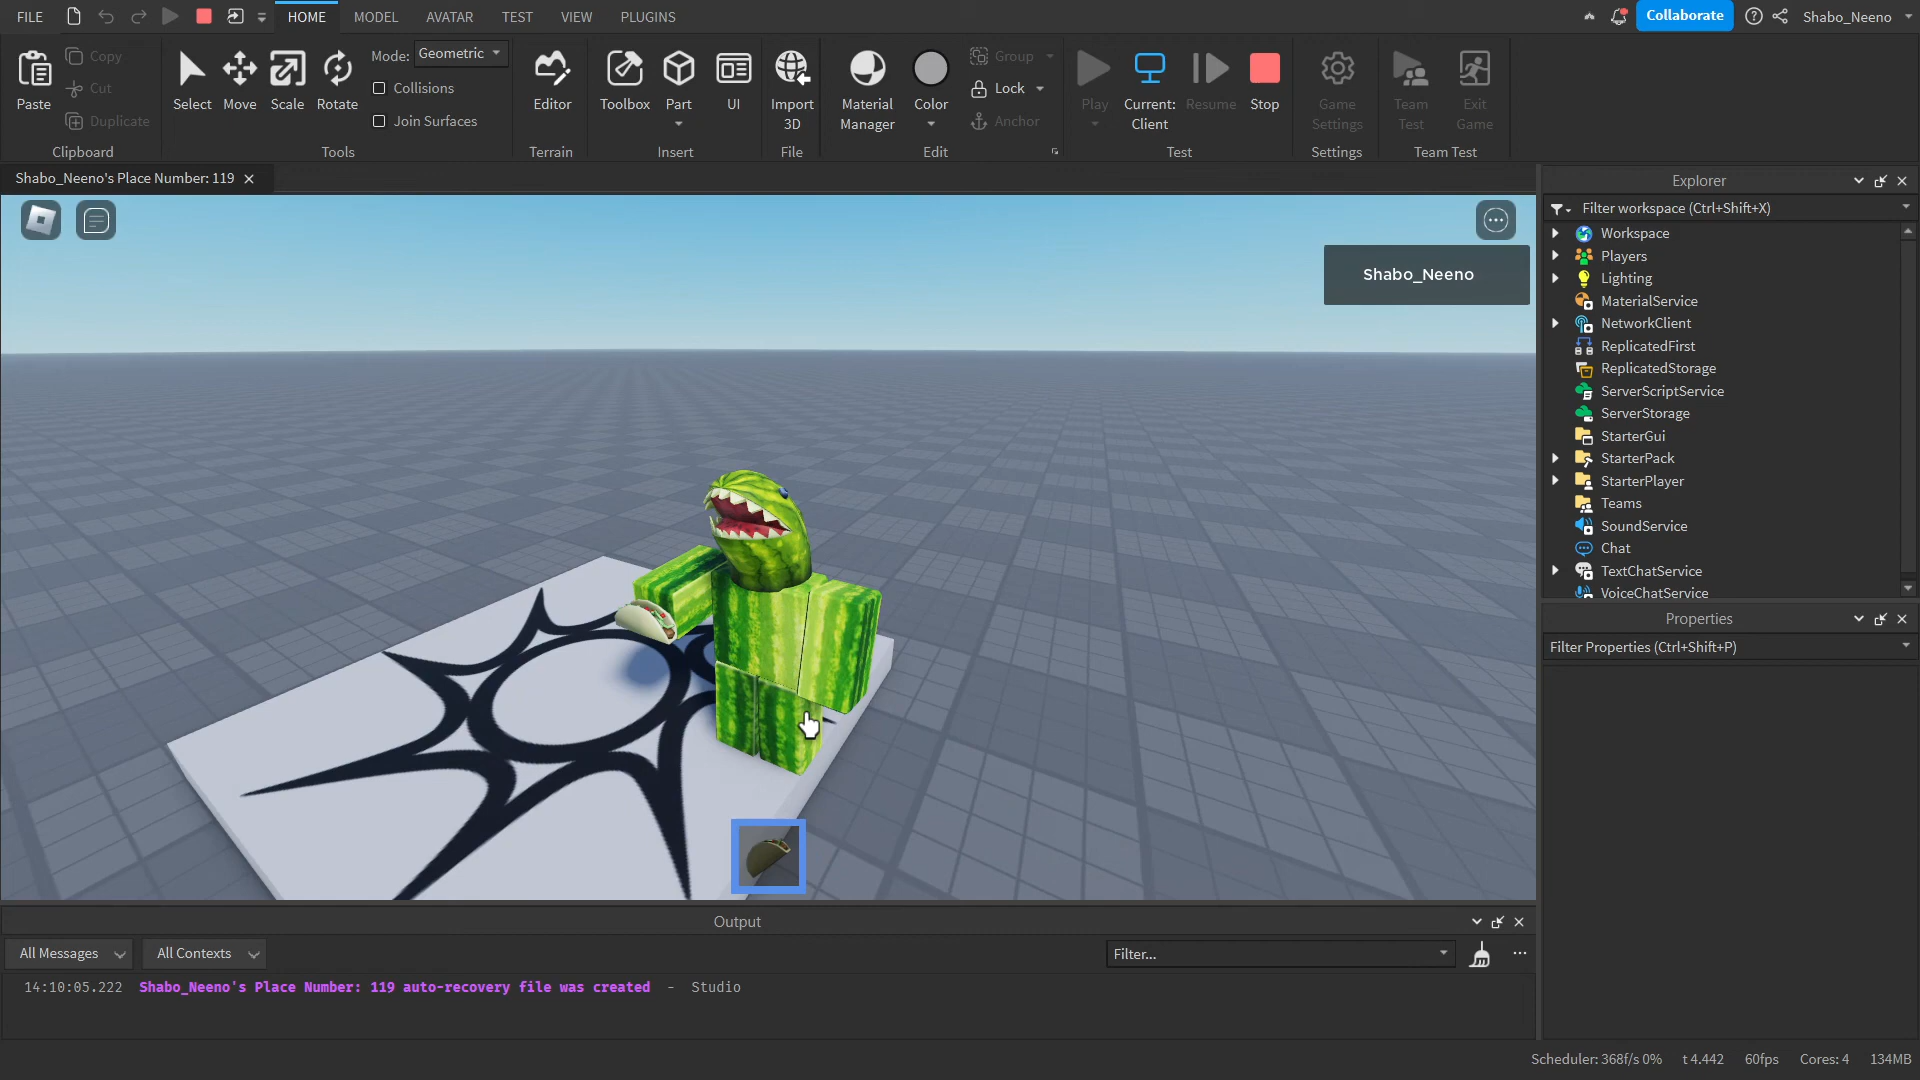 FILE
HOME
MODEL
AVATAR
TEST
VIEW
PLUGINS
Collaborate
Shabo_Neeno
Paste
Copy
Cut
Duplicate
Clipboard
Select
Move
Scale
Rotate
Mode: Geometric
Collisions
Join Surfaces
Tools
Editor
Terrain
Toolbox
Part
UI
Insert
Import
3D
File
Material
Manager
Color
Group
Lock
Anchor
Edit
Play
Current:
Client
Resume
Stop
Test
Game
Settings
Settings
Team
Test
Exit
Game
Team Test
Shabo_Neeno's Place Number: 119
Shabo_Neeno
Explorer
Filter workspace (Ctrl+Shift+X)
Workspace
Players
Lighting
MaterialService
NetworkClient
ReplicatedFirst
ReplicatedStorage
ServerScriptService
ServerStorage
StarterGui
StarterPack
StarterPlayer
Teams
SoundService
Chat
TextChatService
VoiceChatService
Properties
Filter Properties (Ctrl+Shift+P)
Output
All Messages
All Contexts
Filter...
14:10:05.222 Shabo_Neeno's Place Number: 119 auto-recovery file was created - Studio
Scheduler: 368f/s 0% t 4.442 60fps Cores: 4 134MB